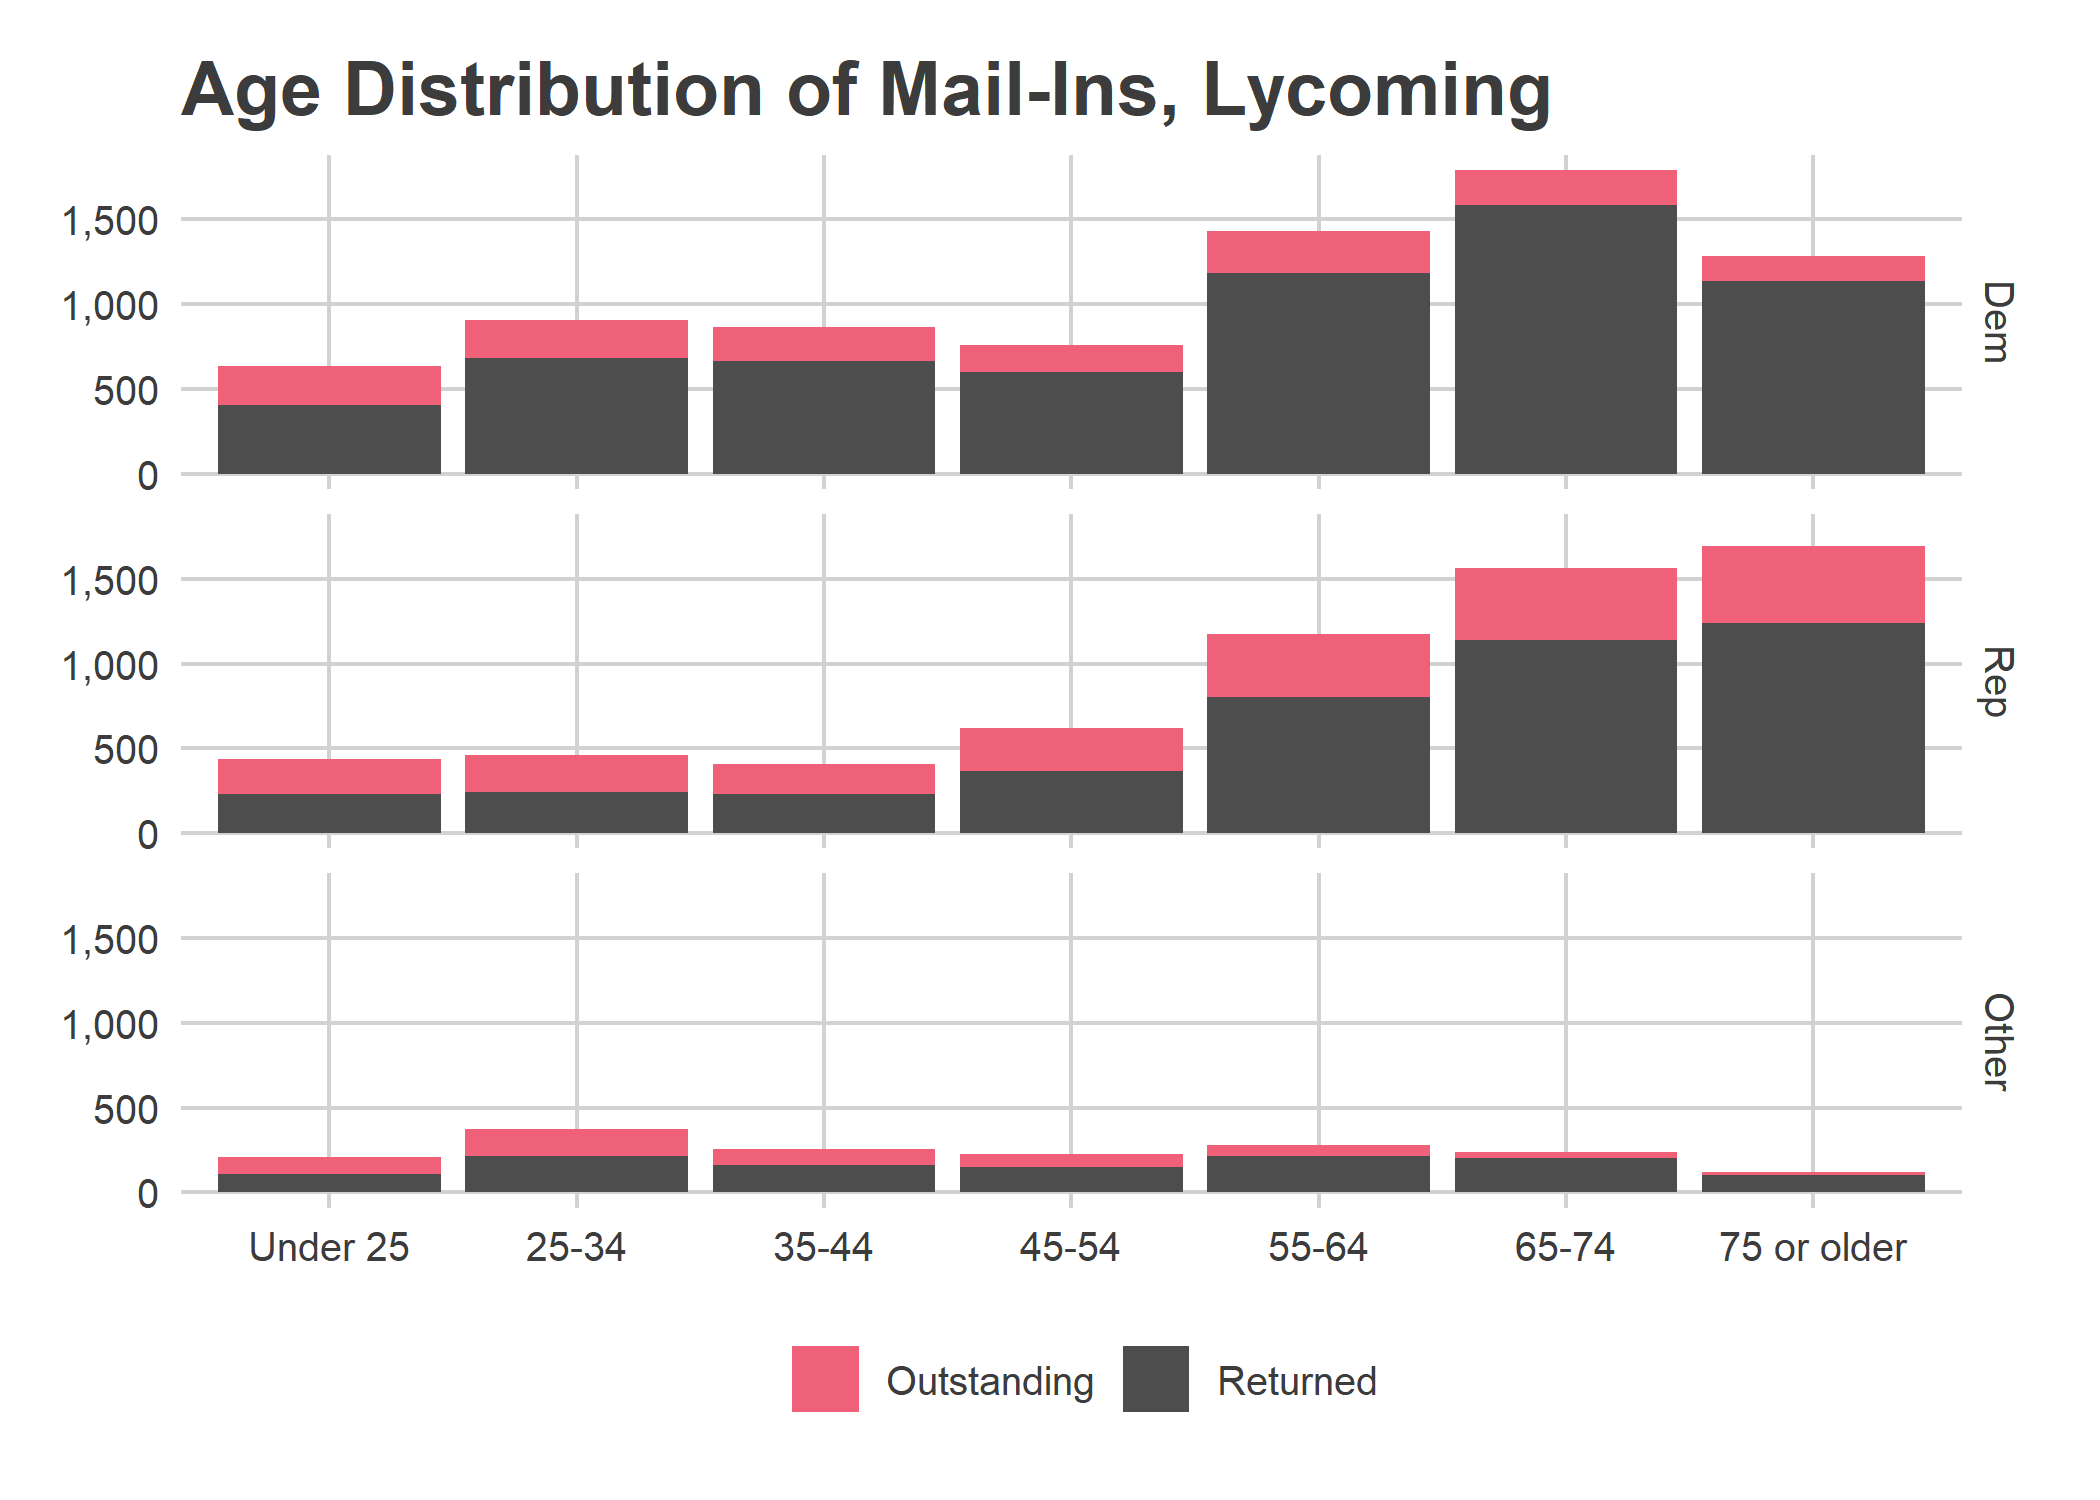 Age Distribution of Mail-Ins, Lycoming
1,500
1,000
500
0
Dem
1,500
1,000
500
0
Rep
1,500
1,000
500
0
Other
Under 25 25-34 35-44 45-54 55-64 65-74 75 or older
Outstanding Returned